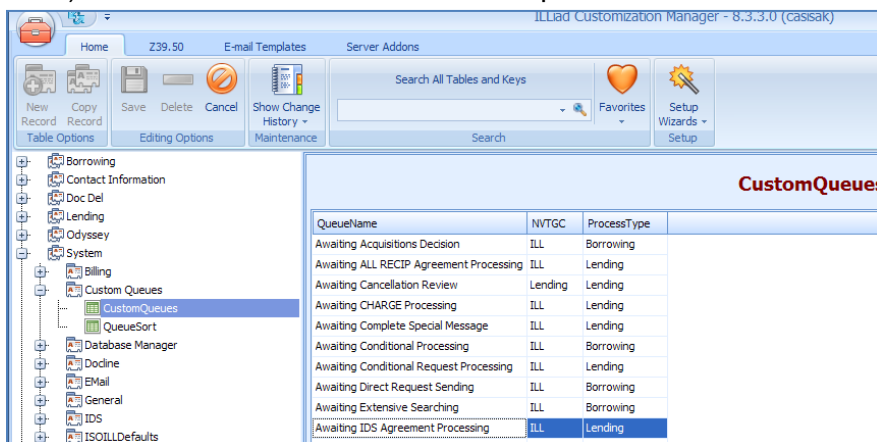 ILLiad Customization Manager - 8.3.3.0 (casisak)
Home Z39.50 E-mail Templates Server Addons
Search All Tables and Keys
New Record Copy Record Save Delete Cancel Show Change History Favorites Setup Wizards
Table Options Editing Options Maintenance Search Setup
Borrowing
Contact Information
Doc Del
Lending
Odyssey
System
Billing
Custom Queues
CustomQueues
QueueSort
Database Manager
Docline
EMail
General
IDS
ISOILLDefaults
CustomQueues
QueueName NVTGC ProcessType
Awaiting Acquisitions Decision ILL Borrowing
Awaiting ALL RECIP Agreement Processing ILL Lending
Awaiting Cancellation Review Lending Lending
Awaiting CHARGE Processing ILL Lending
Awaiting Complete Special Message ILL Lending
Awaiting Conditional Processing ILL Borrowing
Awaiting Conditional Request Processing ILL Lending
Awaiting Direct Request Sending ILL Borrowing
Awaiting Extensive Searching ILL Borrowing
Awaiting IDS Agreement Processing ILL Lending